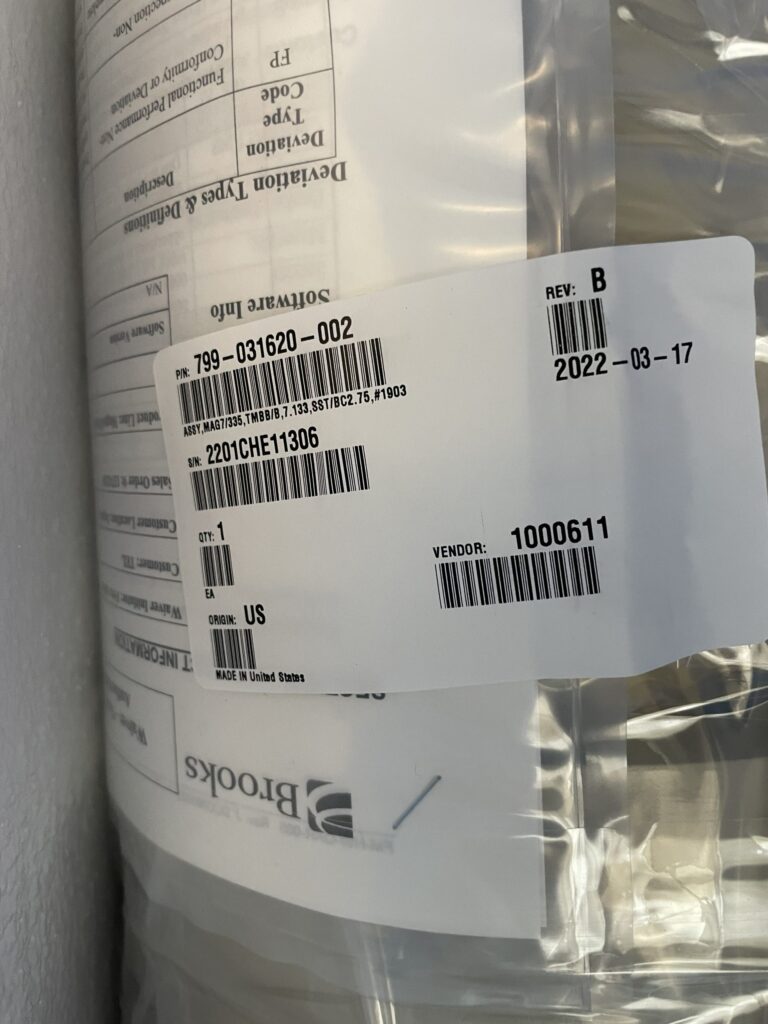 P/N: 799-031620-002
ASSY,MAG7/335,TMBB/B,7.133,SST/BC2.75,#1903
S/N: 2201CHE11306
QTY: 1
EA
ORIGIN: US
MADE IN United States
REV: B
2022-03-17
VENDOR: 1000611
Brooks
Software Info
Software Version
N/A
Deviation Types & Definitions
Deviation Type Code
Description
FP
Functional Performance Non-
Conformity or Deviation
Customer: TEL